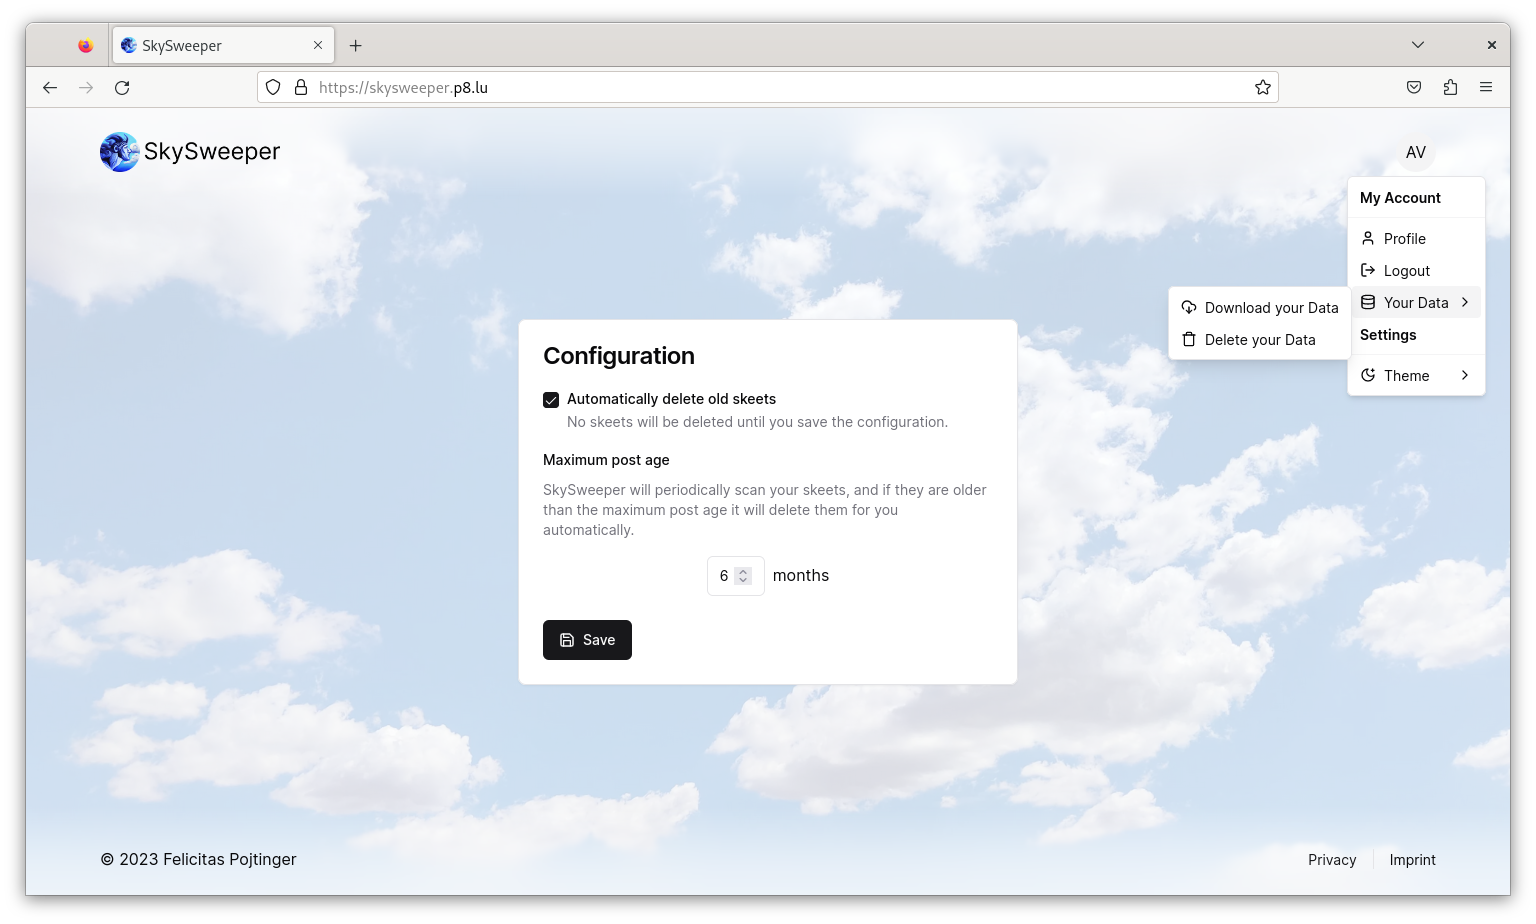 SkySweeper
https://skysweeper.p8.lu
SkySweeper
AV
My Account
Profile
Logout
Your Data
Download your Data
Delete your Data
Settings
Theme
Configuration
Automatically delete old skeets
No skeets will be deleted until you save the configuration.
Maximum post age
SkySweeper will periodically scan your skeets, and if they are older
than the maximum post age it will delete them for you
automatically.
6 months
Save
© 2023 Felicitas Pojtinger
Privacy
Imprint